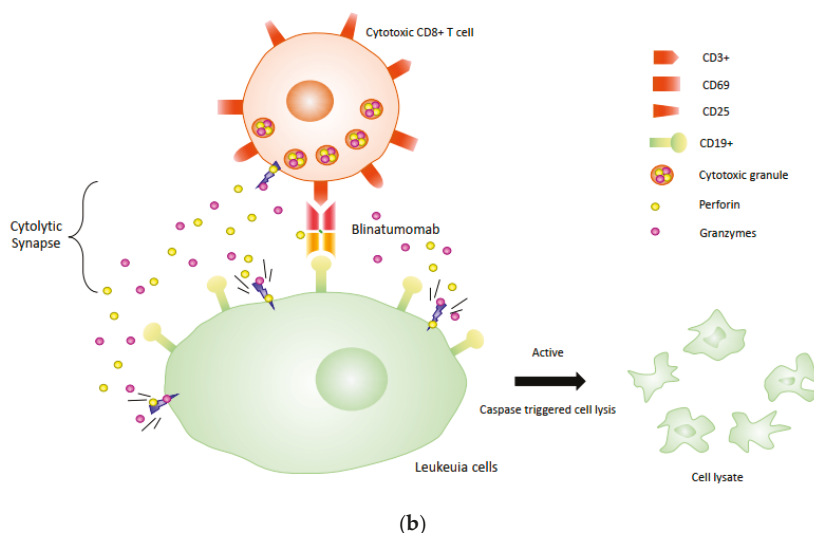 Cytotoxic CD8+ T cell
CD3+
CD69
CD25
CD19+
Cytotoxic granule
Perforin
Granzymes
Cytolytic
Synapse
Blinatumomab
Active
Caspase triggered cell lysis
Leukeuia cells
Cell lysate
(b)